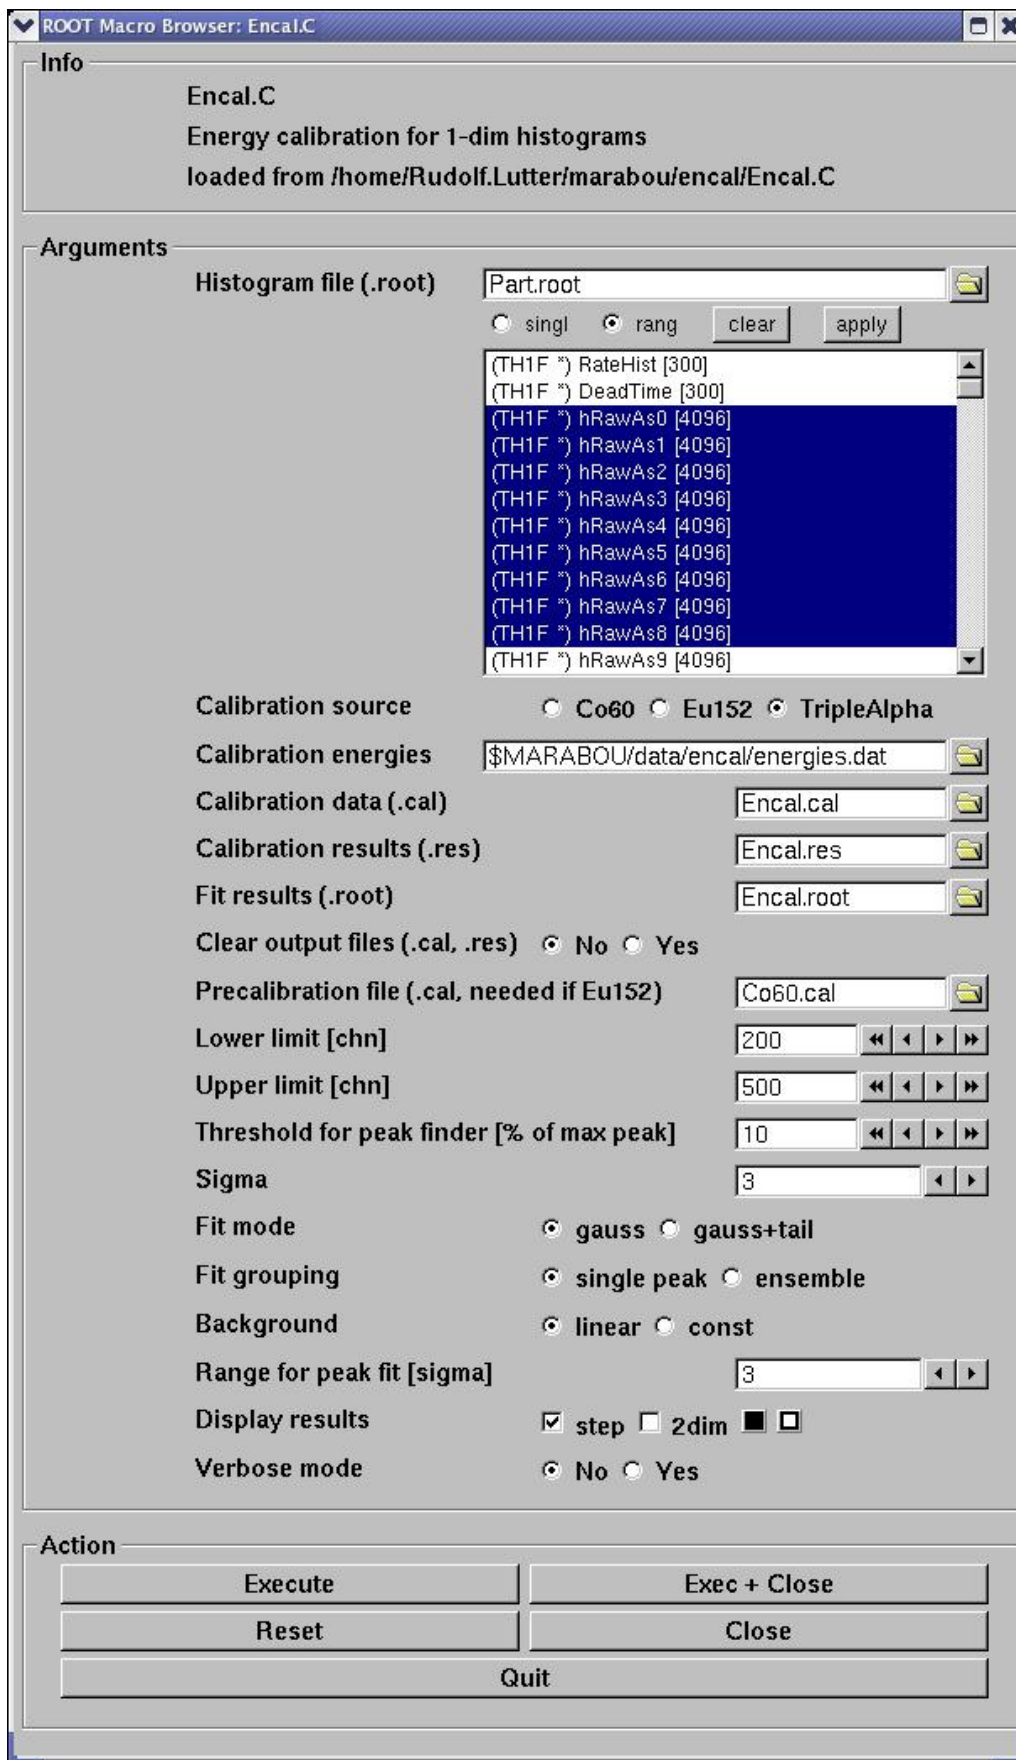 ROOT Macro Browser: Encal.C
Info
Encal.C
Energy calibration for 1-dim histograms
loaded from /home/Rudolf.Lutter/marabou/encal/Encal.C
Arguments
Histogram file (.root) Part.root
singl rang clear apply
(TH1F *) RateHist [300]
(TH1F *) DeadTime [300]
(TH1F *) hRawAs0 [4096]
(TH1F *) hRawAs1 [4096]
(TH1F *) hRawAs2 [4096]
(TH1F *) hRawAs3 [4096]
(TH1F *) hRawAs4 [4096]
(TH1F *) hRawAs5 [4096]
(TH1F *) hRawAs6 [4096]
(TH1F *) hRawAs7 [4096]
(TH1F *) hRawAs8 [4096]
(TH1F *) hRawAs9 [4096]
Calibration source Co60 Eu152 TripleAlpha
Calibration energies $MARABOU/data/encal/energies.dat
Calibration data (.cal) Encal.cal
Calibration results (.res) Encal.res
Fit results (.root) Encal.root
Clear output files (.cal, .res) No Yes
Precalibration file (.cal, needed if Eu152) Co60.cal
Lower limit [chn] 200
Upper limit [chn] 500
Threshold for peak finder [% of max peak] 10
Sigma 3
Fit mode gauss gauss+tail
Fit grouping single peak ensemble
Background linear const
Range for peak fit [sigma] 3
Display results step 2dim
Verbose mode No Yes
Action
Execute Exec + Close
Reset Close
Quit